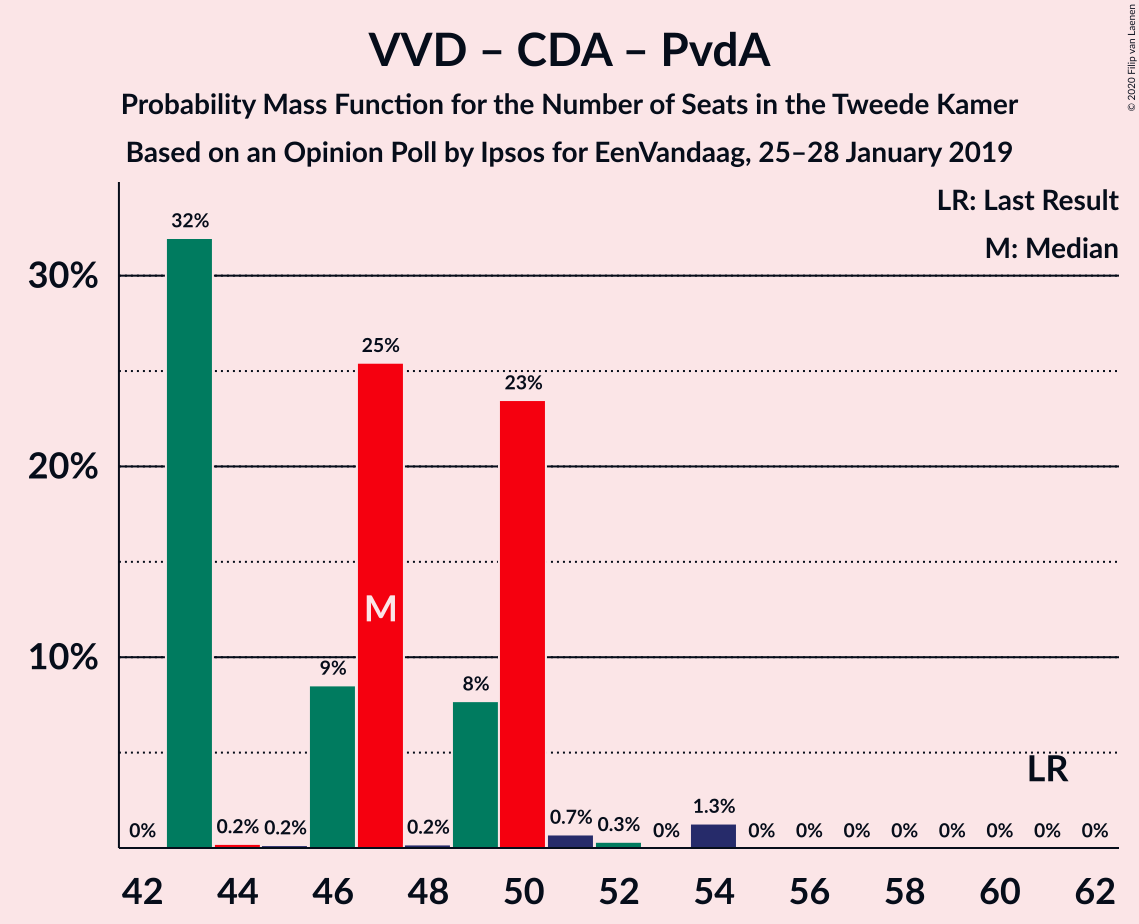 © 2020 Filip van Laenen
VVD – CDA – PvdA
Probability Mass Function for the Number of Seats in the Tweede Kamer
Based on an Opinion Poll by Ipsos for EenVandaag, 25–28 January 2019
LR: Last Result
M: Median
30%
20%
10%
0%
32%
0.2%
0.2%
9%
25%
0.2%
8%
23%
0.7%
0.3%
0%
1.3%
0%
0%
0%
0%
0%
0%
0%
0%
M
LR
42 44 46 48 50 52 54 56 58 60 62